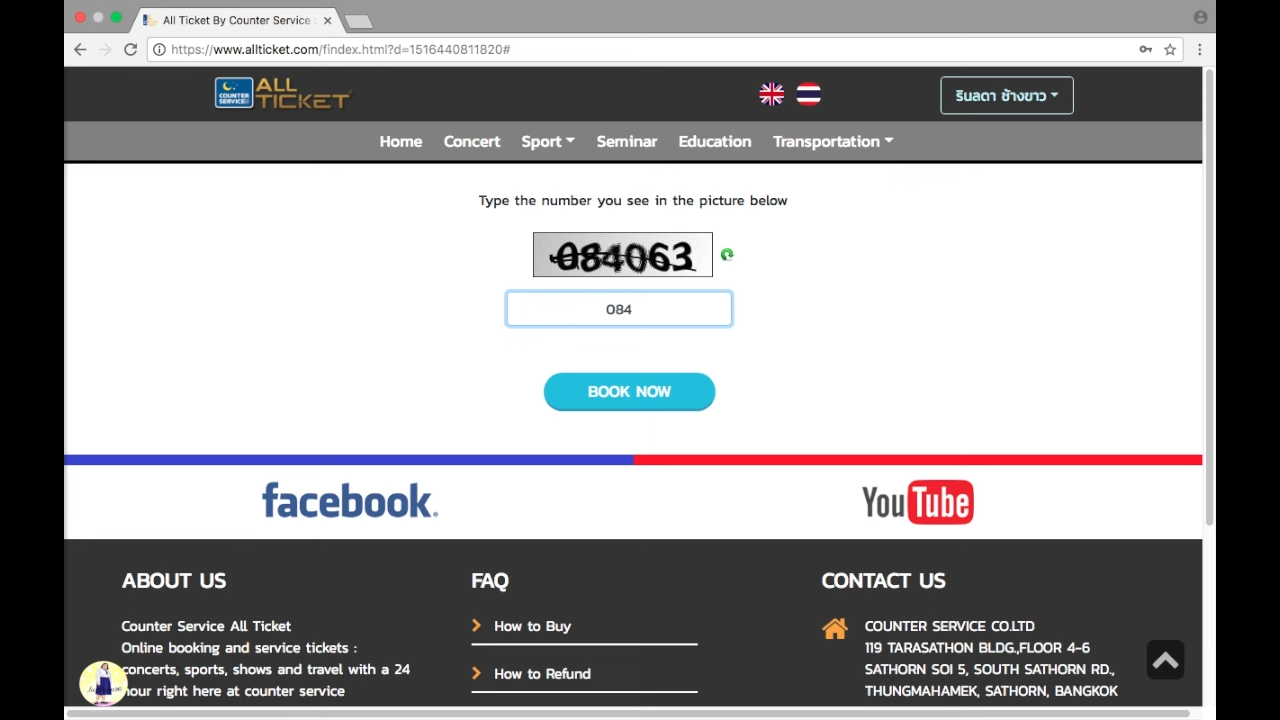 All Ticket By Counter Service :
https://www.allticket.com/findex.html?d=1516440811820#
COUNTER SERVICE
ALL TICKET
รินลดา ช้างขาว
Home Concert Sport Seminar Education Transportation
Type the number you see in the picture below
084063
084
BOOK NOW
facebook.
YouTube
ABOUT US
Counter Service All Ticket
Online booking and service tickets :
concerts, sports, shows and travel with a 24
hour right here at counter service
FAQ
How to Buy
How to Refund
CONTACT US
COUNTER SERVICE CO.LTD
119 TARASATHON BLDG.,FLOOR 4-6
SATHORN SOI 5, SOUTH SATHORN RD.,
THUNGMAHAMEK, SATHORN, BANGKOK